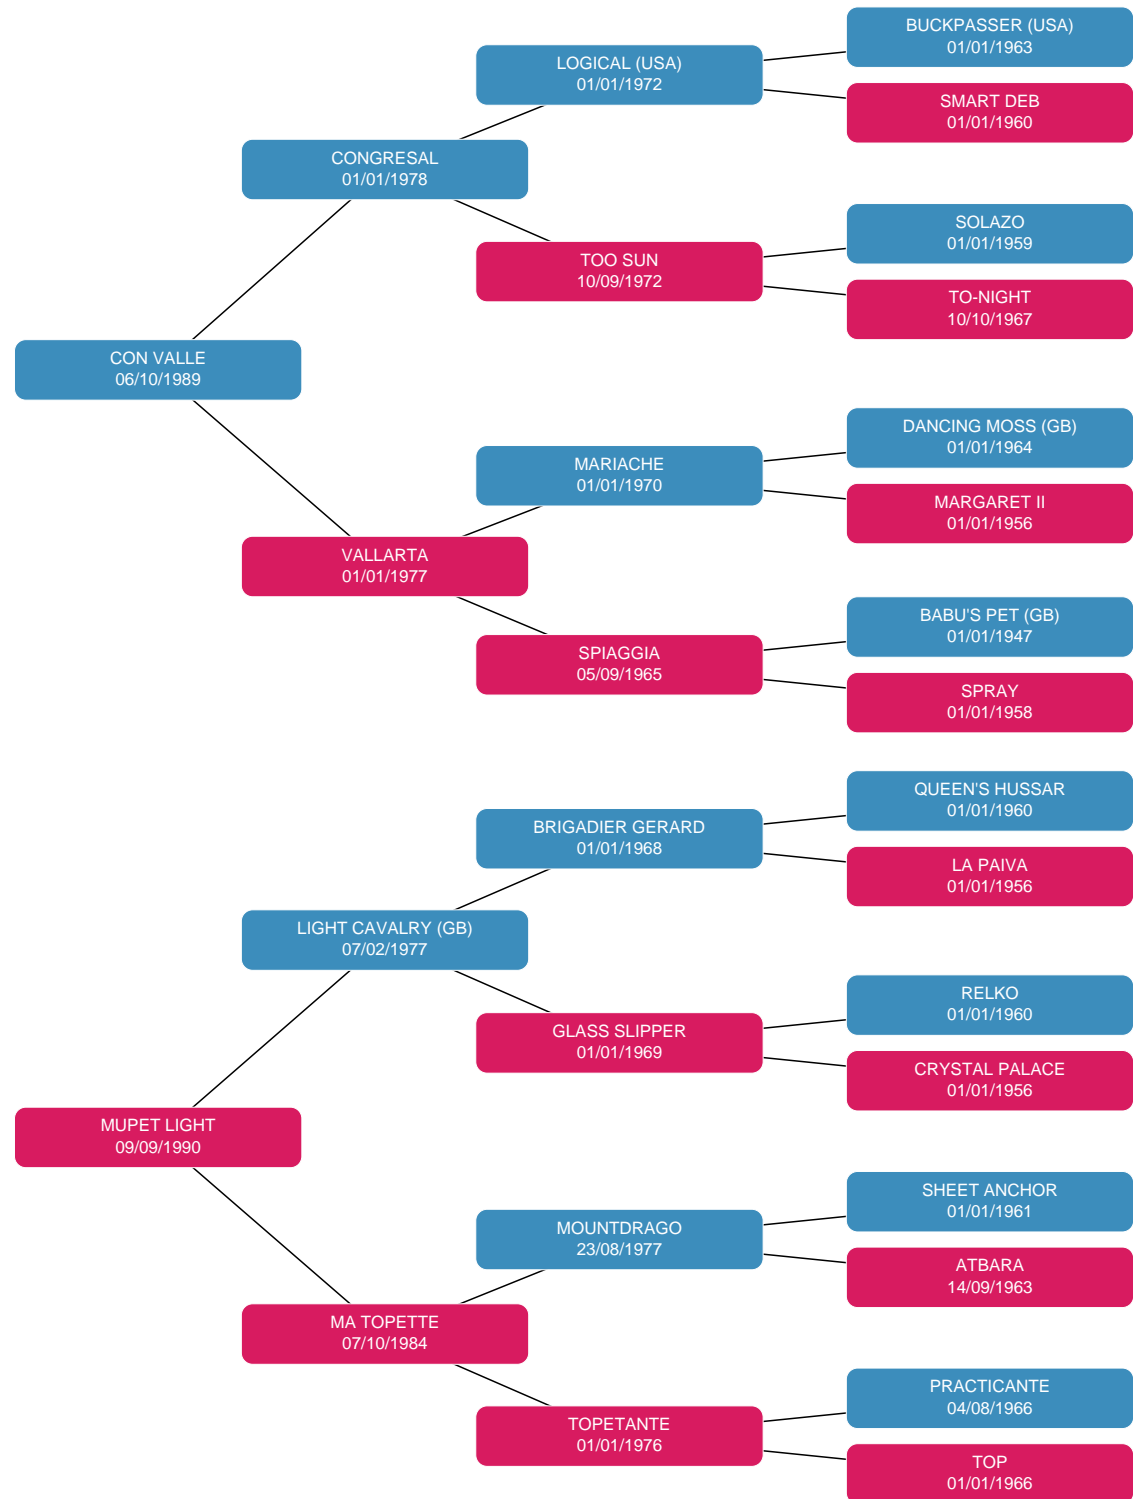 BUCKPASSER (USA)
01/01/1963
LOGICAL (USA)
01/01/1972
SMART DEB
01/01/1960
CONGRESAL
01/01/1978
SOLAZO
01/01/1959
TOO SUN
10/09/1972
TO-NIGHT
10/10/1967
CON VALLE
06/10/1989
DANCING MOSS (GB)
01/01/1964
MARIACHE
01/01/1970
MARGARET II
01/01/1956
VALLARTA
01/01/1977
BABU'S PET (GB)
01/01/1947
SPIAGGIA
05/09/1965
SPRAY
01/01/1958
QUEEN'S HUSSAR
01/01/1960
BRIGADIER GERARD
01/01/1968
LA PAIVA
01/01/1956
LIGHT CAVALRY (GB)
07/02/1977
RELKO
01/01/1960
GLASS SLIPPER
01/01/1969
CRYSTAL PALACE
01/01/1956
MUPET LIGHT
09/09/1990
SHEET ANCHOR
01/01/1961
MOUNTDRAGO
23/08/1977
ATBARA
14/09/1963
MA TOPETTE
07/10/1984
PRACTICANTE
04/08/1966
TOPETANTE
01/01/1976
TOP
01/01/1966